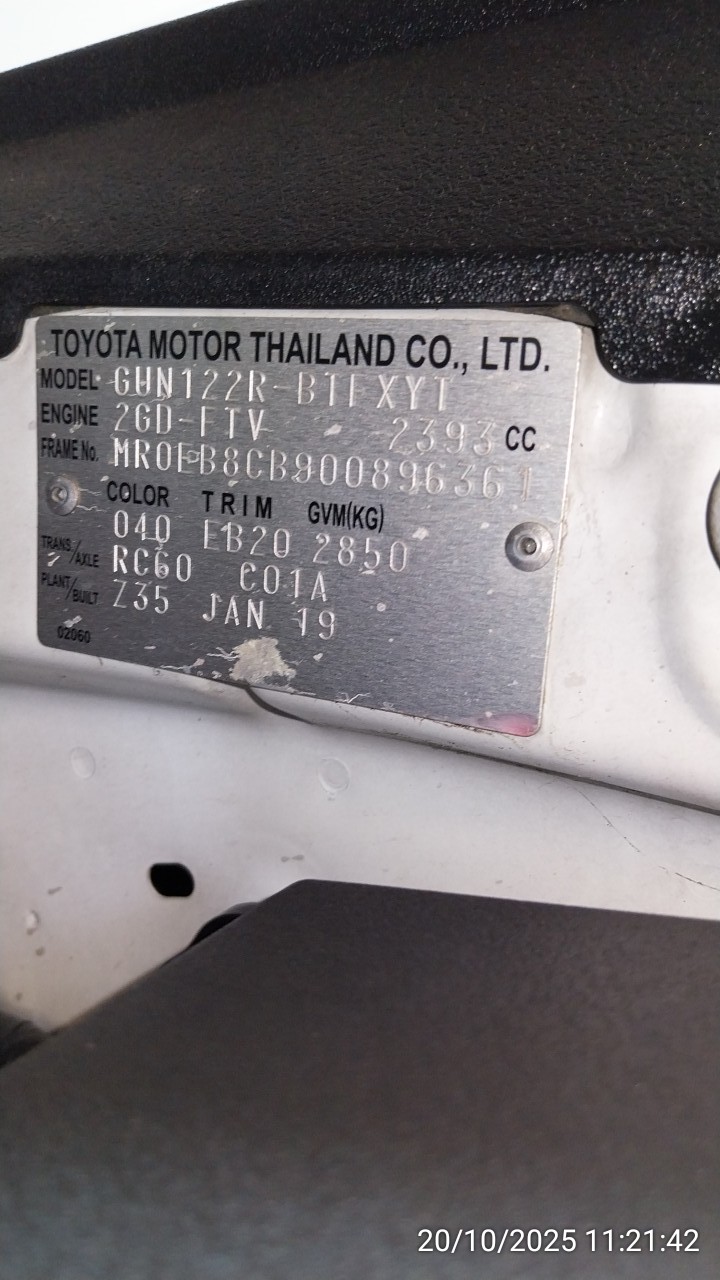 TOYOTA MOTOR THAILAND CO., LTD.
MODEL GUN122R-BTFXYT
ENGINE 2GD-FTV 2393 CC
FRAME No. MR0EB8CB900896361
COLOR TRIM GVM(KG)
040 EB20 2850
TRANS./AXLE RC60 C01A
PLANT/BUILT Z35 JAN 19
02060
20/10/2025 11:21:42